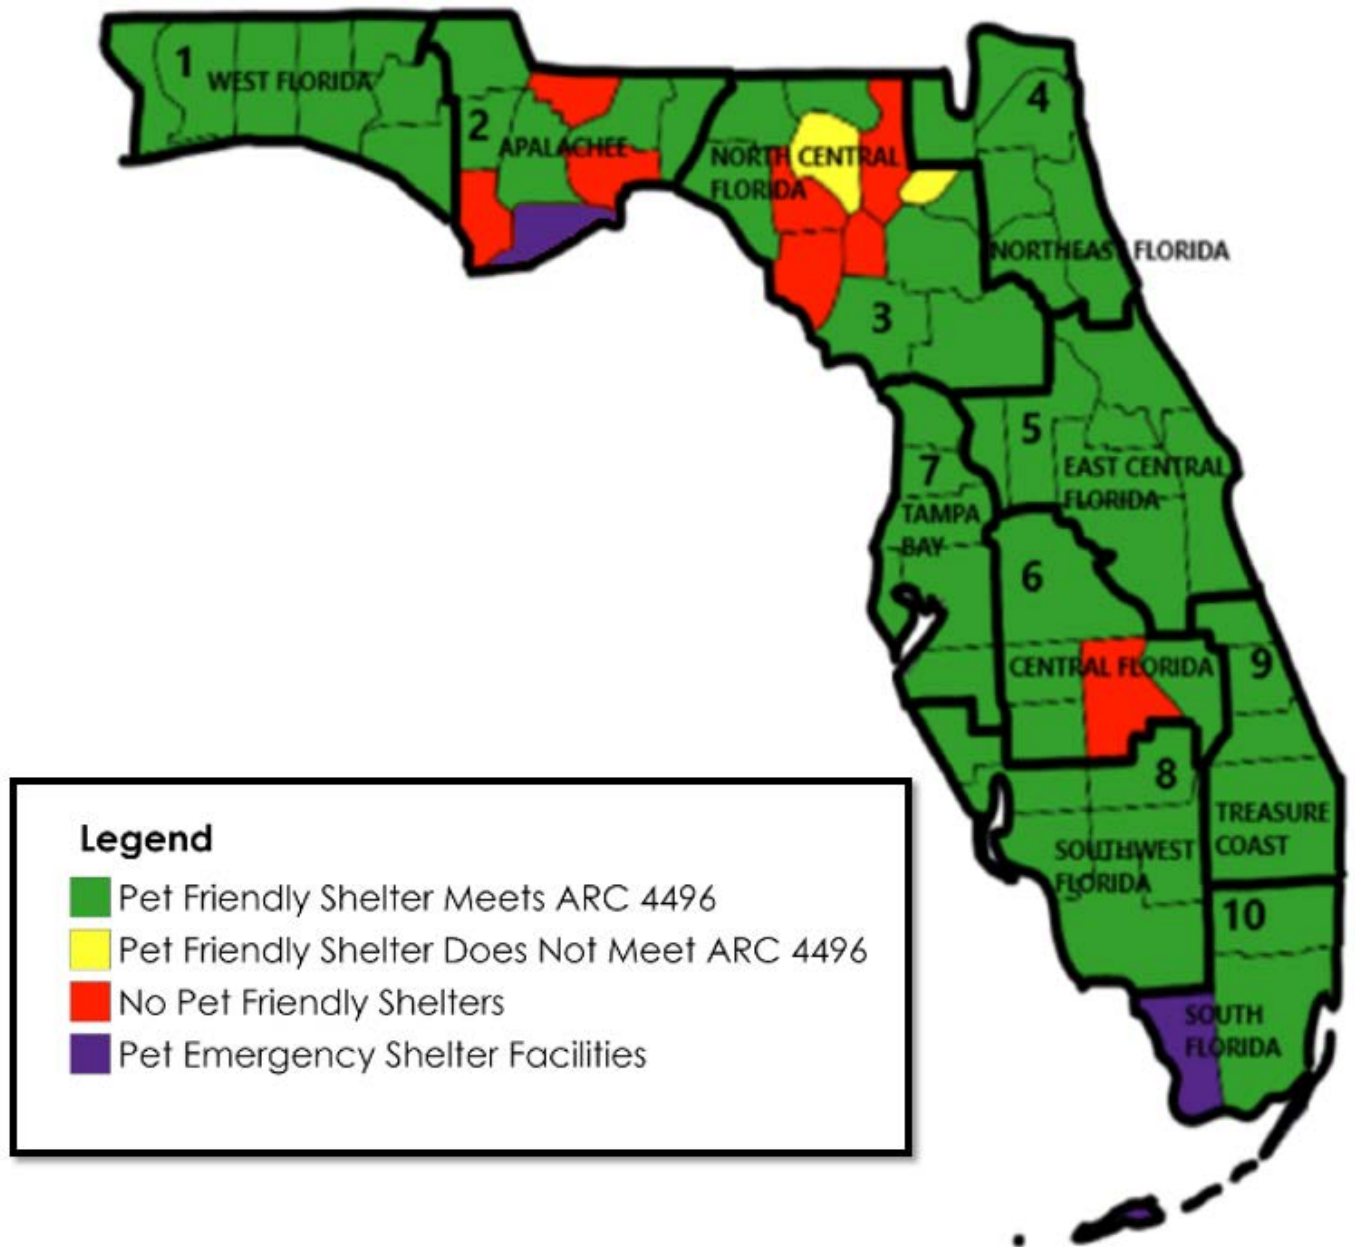 1
WEST FLORIDA
2
APALACHEE
NORTH CENTRAL
FLORIDA
3
4
NORTHEAST FLORIDA
5
EAST CENTRAL
FLORIDA
7
TAMPA
BAY
6
CENTRAL FLORIDA
9
8
TREASURE
COAST
SOUTHWEST
FLORIDA
10
SOUTH
FLORIDA
Legend
Pet Friendly Shelter Meets ARC 4496
Pet Friendly Shelter Does Not Meet ARC 4496
No Pet Friendly Shelters
Pet Emergency Shelter Facilities